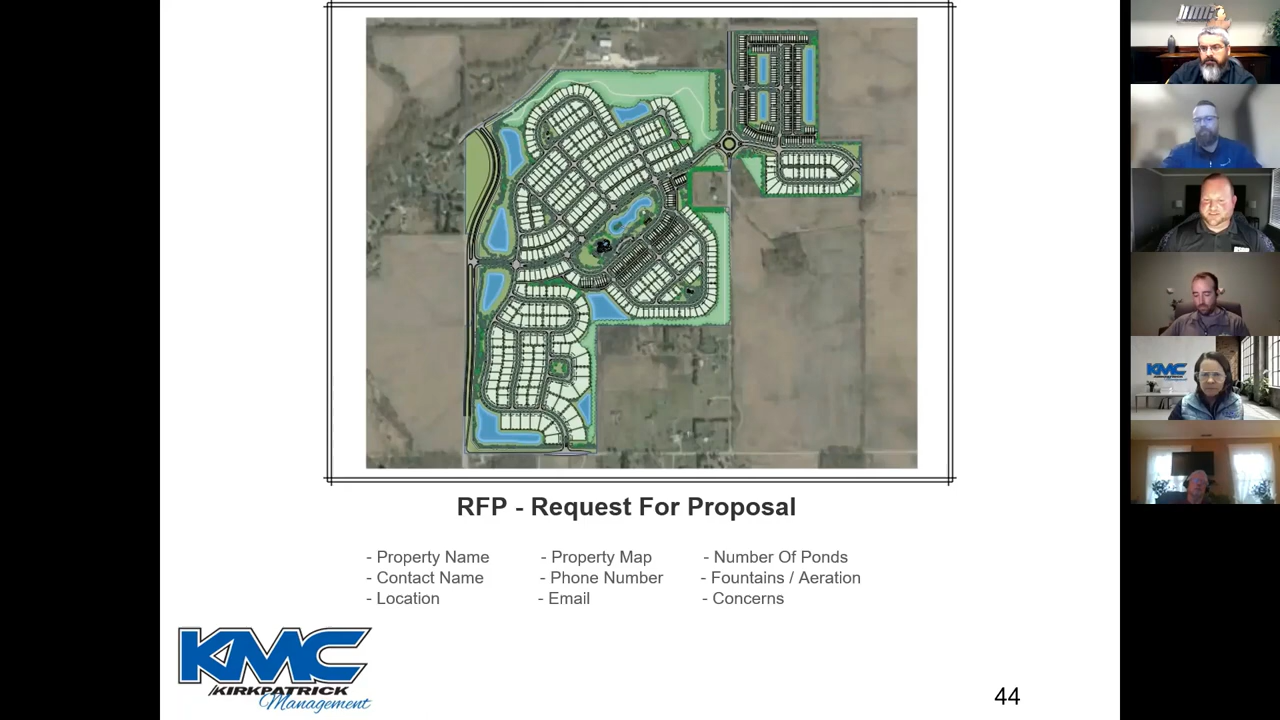 RFP - Request For Proposal
- Property Name - Property Map - Number Of Ponds
- Contact Name - Phone Number - Fountains / Aeration
- Location - Email - Concerns
KMC
KIRKPATRICK
Management
44
KMC